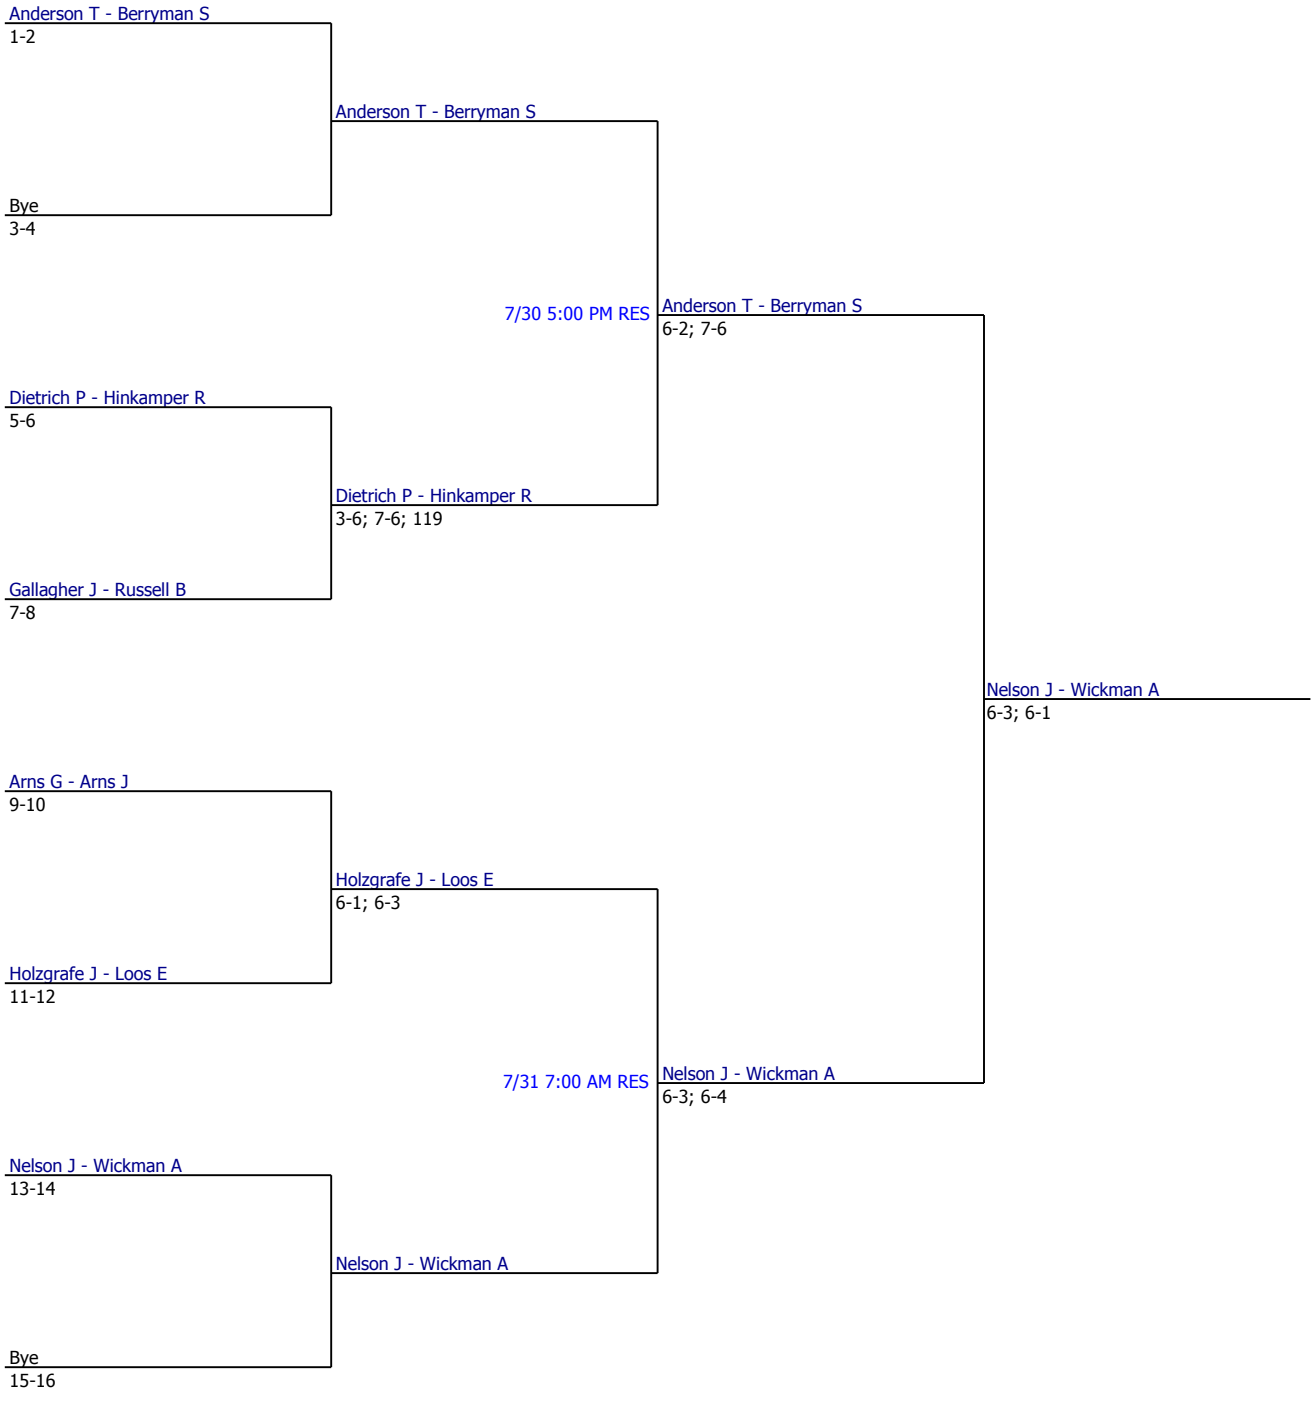 Anderson T - Berryman S
1-2
Anderson T - Berryman S
Bye
3-4
7/30 5:00 PM RES
Anderson T - Berryman S
6-2; 7-6
Dietrich P - Hinkamper R
5-6
Dietrich P - Hinkamper R
3-6; 7-6; 119
Gallagher J - Russell B
7-8
Nelson J - Wickman A
6-3; 6-1
Arns G - Arns J
9-10
Holzgrafe J - Loos E
6-1; 6-3
Holzgrafe J - Loos E
11-12
7/31 7:00 AM RES
Nelson J - Wickman A
6-3; 6-4
Nelson J - Wickman A
13-14
Nelson J - Wickman A
Bye
15-16